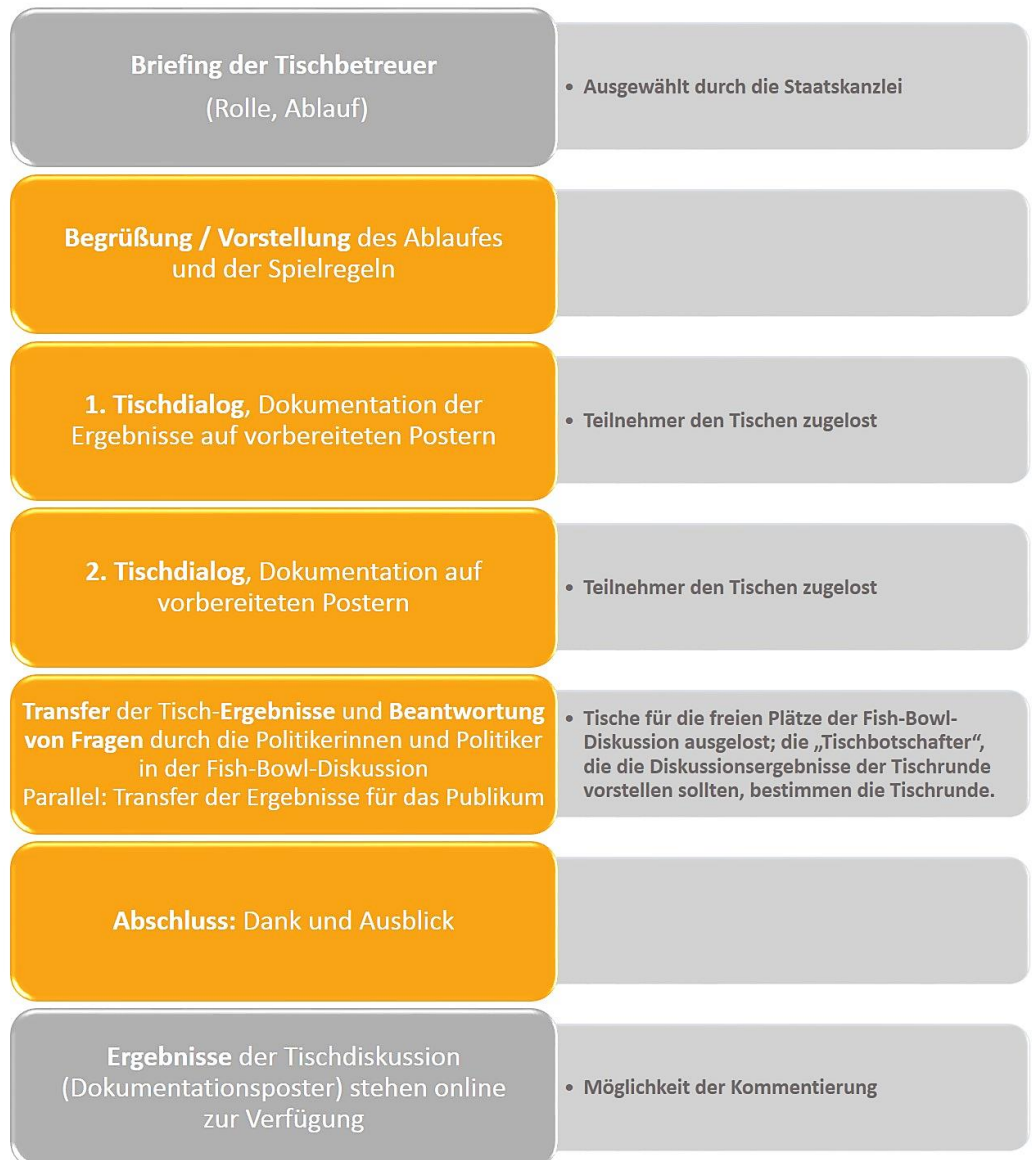 Briefing der Tischbetreuer
(Rolle, Ablauf)
• Ausgewählt durch die Staatskanzlei
Begrüßung / Vorstellung des Ablaufes
und der Spielregeln
1. Tischdialog, Dokumentation der
Ergebnisse auf vorbereiteten Postern
• Teilnehmer den Tischen zugelost
2. Tischdialog, Dokumentation auf
vorbereiteten Postern
• Teilnehmer den Tischen zugelost
Transfer der Tisch-Ergebnisse und Beantwortung
von Fragen durch die Politikerinnen und Politiker
in der Fish-Bowl-Diskussion
Parallel: Transfer der Ergebnisse für das Publikum
• Tische für die freien Plätze der Fish-Bowl-
Diskussion ausgelost; die „Tischbotschafter“,
die die Diskussionsergebnisse der Tischrunde
vorstellen sollten, bestimmen die Tischrunde.
Abschluss: Dank und Ausblick
Ergebnisse der Tischdiskussion
(Dokumentationsposter) stehen online
zur Verfügung
• Möglichkeit der Kommentierung